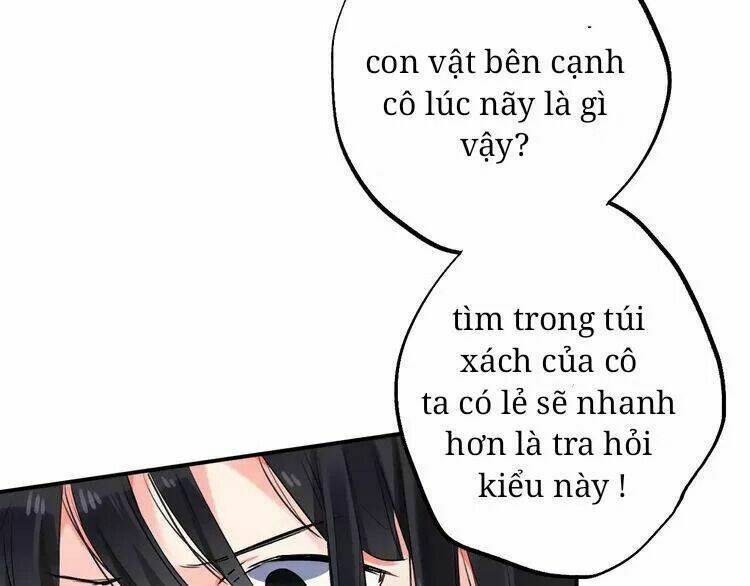 con vật bên cạnh
cô lúc nãy là gì
vậy?
tìm trong túi
xách của cô
ta có lẻ sẽ nhanh
hơn là tra hỏi
kiểu này !